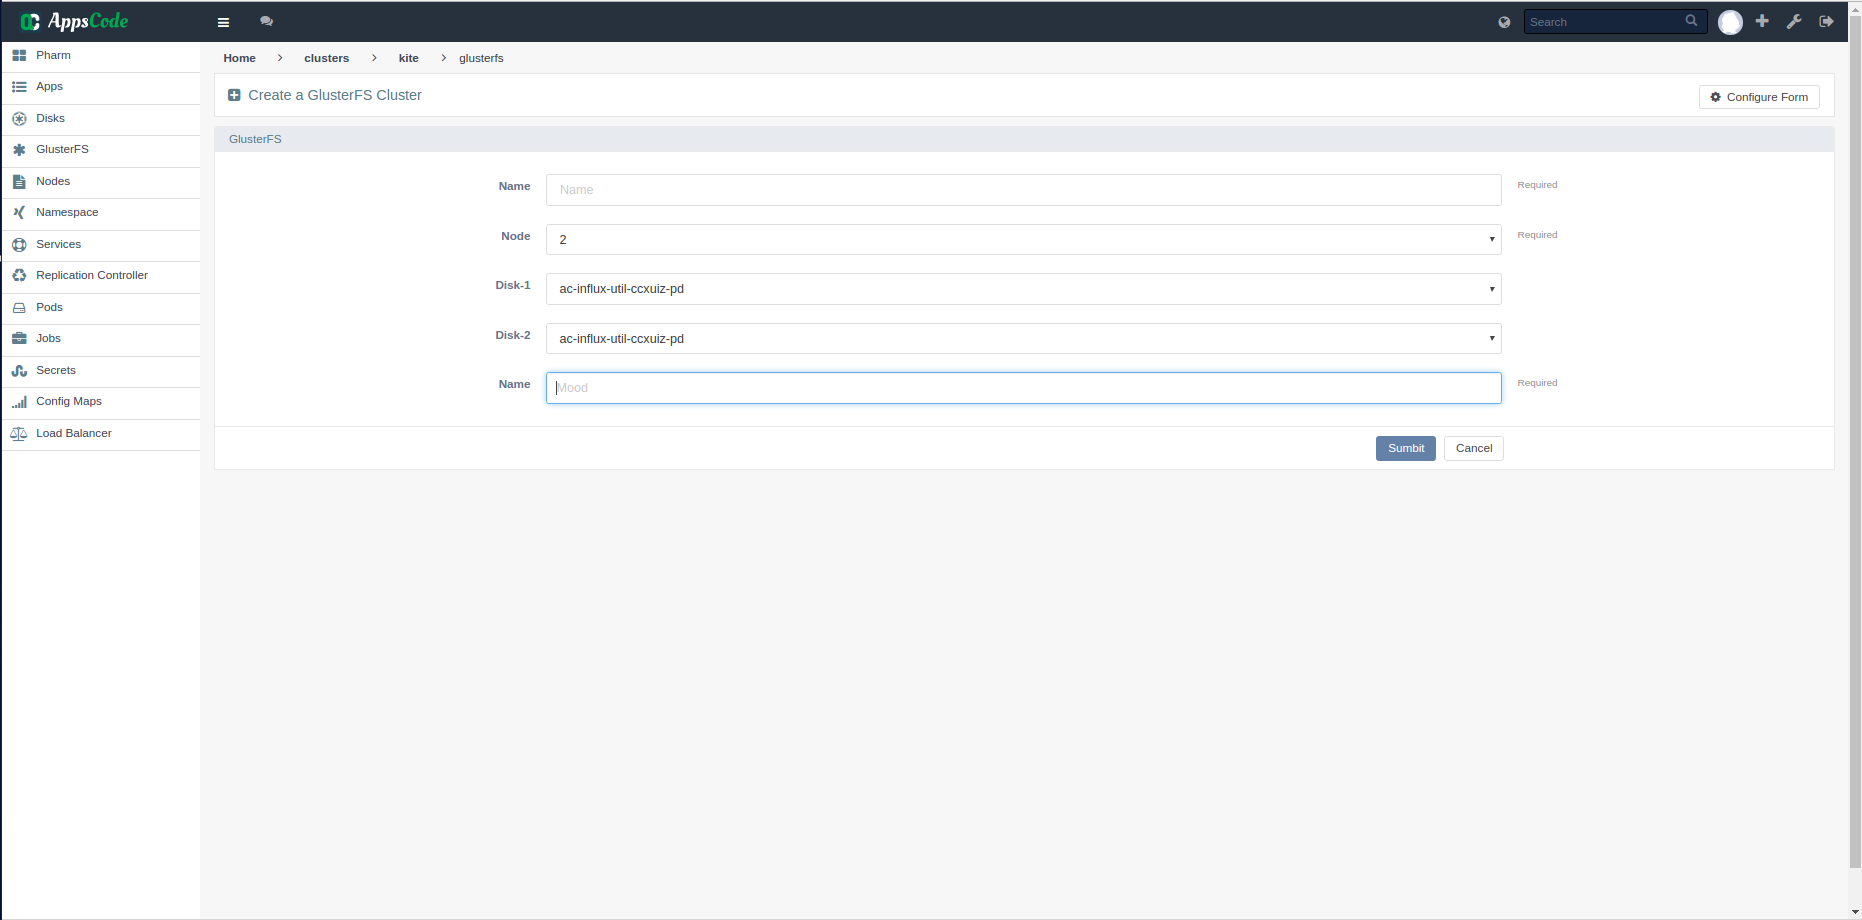 AppsCode
Search
Pharm
Apps
Disks
GlusterFS
Nodes
Namespace
Services
Replication Controller
Pods
Jobs
Secrets
Config Maps
Load Balancer
Home > clusters > kite > glusterfs
Create a GlusterFS Cluster
Configure Form
GlusterFS
Name Name Required
Node 2 Required
Disk-1 ac-influx-util-ccxuiz-pd
Disk-2 ac-influx-util-ccxuiz-pd
Name Mood Required
Sumbit Cancel